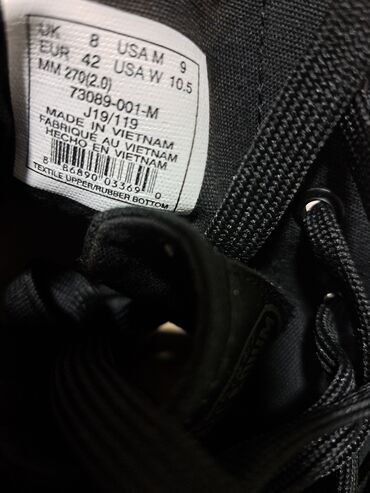 UK 8 USA M 9
EUR 42 USA W 10.5
MM 270(2.0)
73089-001-M
J19/119
MADE IN VIETNAM
FABRIQUÉ AU VIETNAM
HECHO EN VIETNAM
8 86890 03369 0
TEXTILE UPPER/RUBBER BOTTOM